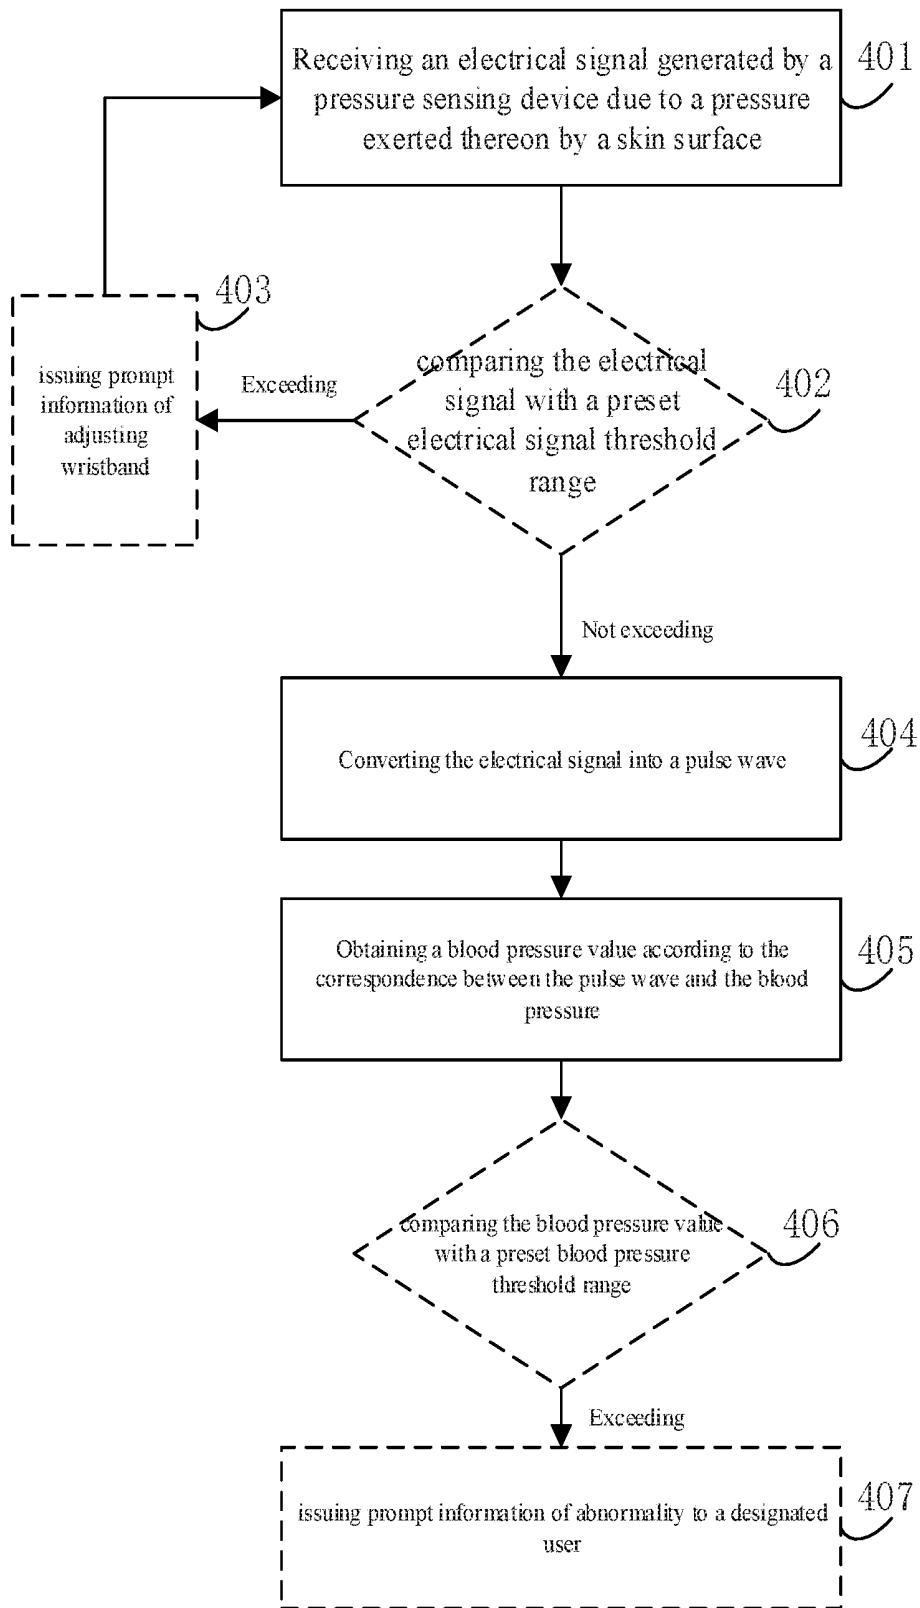 Receiving an electrical signal generated by a
pressure sensing device due to a pressure
exerted thereon by a skin surface
401
403
issuing prompt
information of
adjusting
wristband
Exceeding
comparing the electrical
signal with a preset
electrical signal threshold
range
402
Not exceeding
Converting the electrical signal into a pulse wave
404
Obtaining a blood pressure value according to the
correspondence between the pulse wave and the blood
pressure
405
comparing the blood pressure value
with a preset blood pressure
threshold range
406
Exceeding
issuing prompt information of abnormality to a designated
user
407